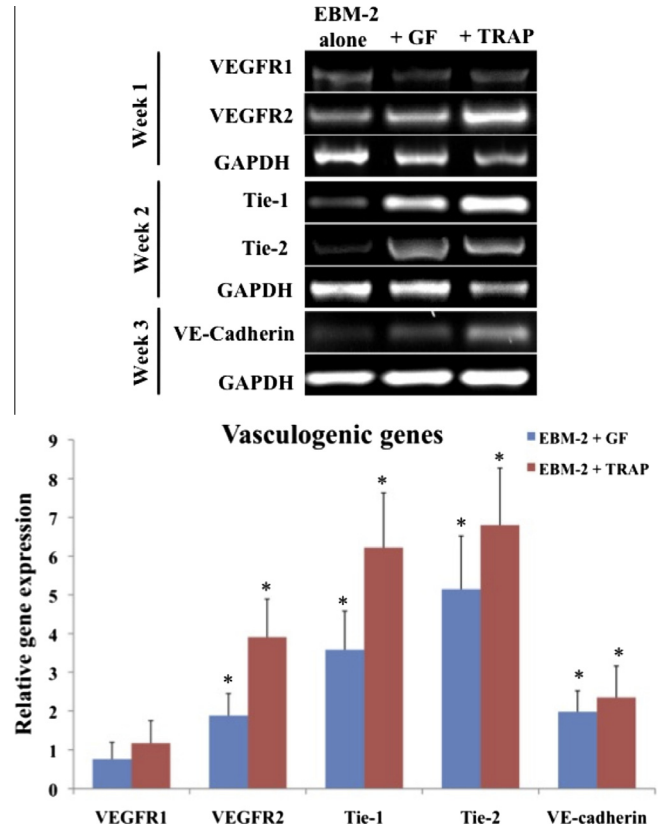 EBM-2
alone
+ GF
+ TRAP
Week 1
VEGFR1
VEGFR2
GAPDH
Week 2
Tie-1
Tie-2
GAPDH
Week 3
VE-Cadherin
GAPDH
Vasculogenic genes
EBM-2 + GF
EBM-2 + TRAP
Relative gene expression
9
8
7
6
5
4
3
2
1
0
*
*
*
*
*
*
*
*
VEGFR1
VEGFR2
Tie-1
Tie-2
VE-cadherin